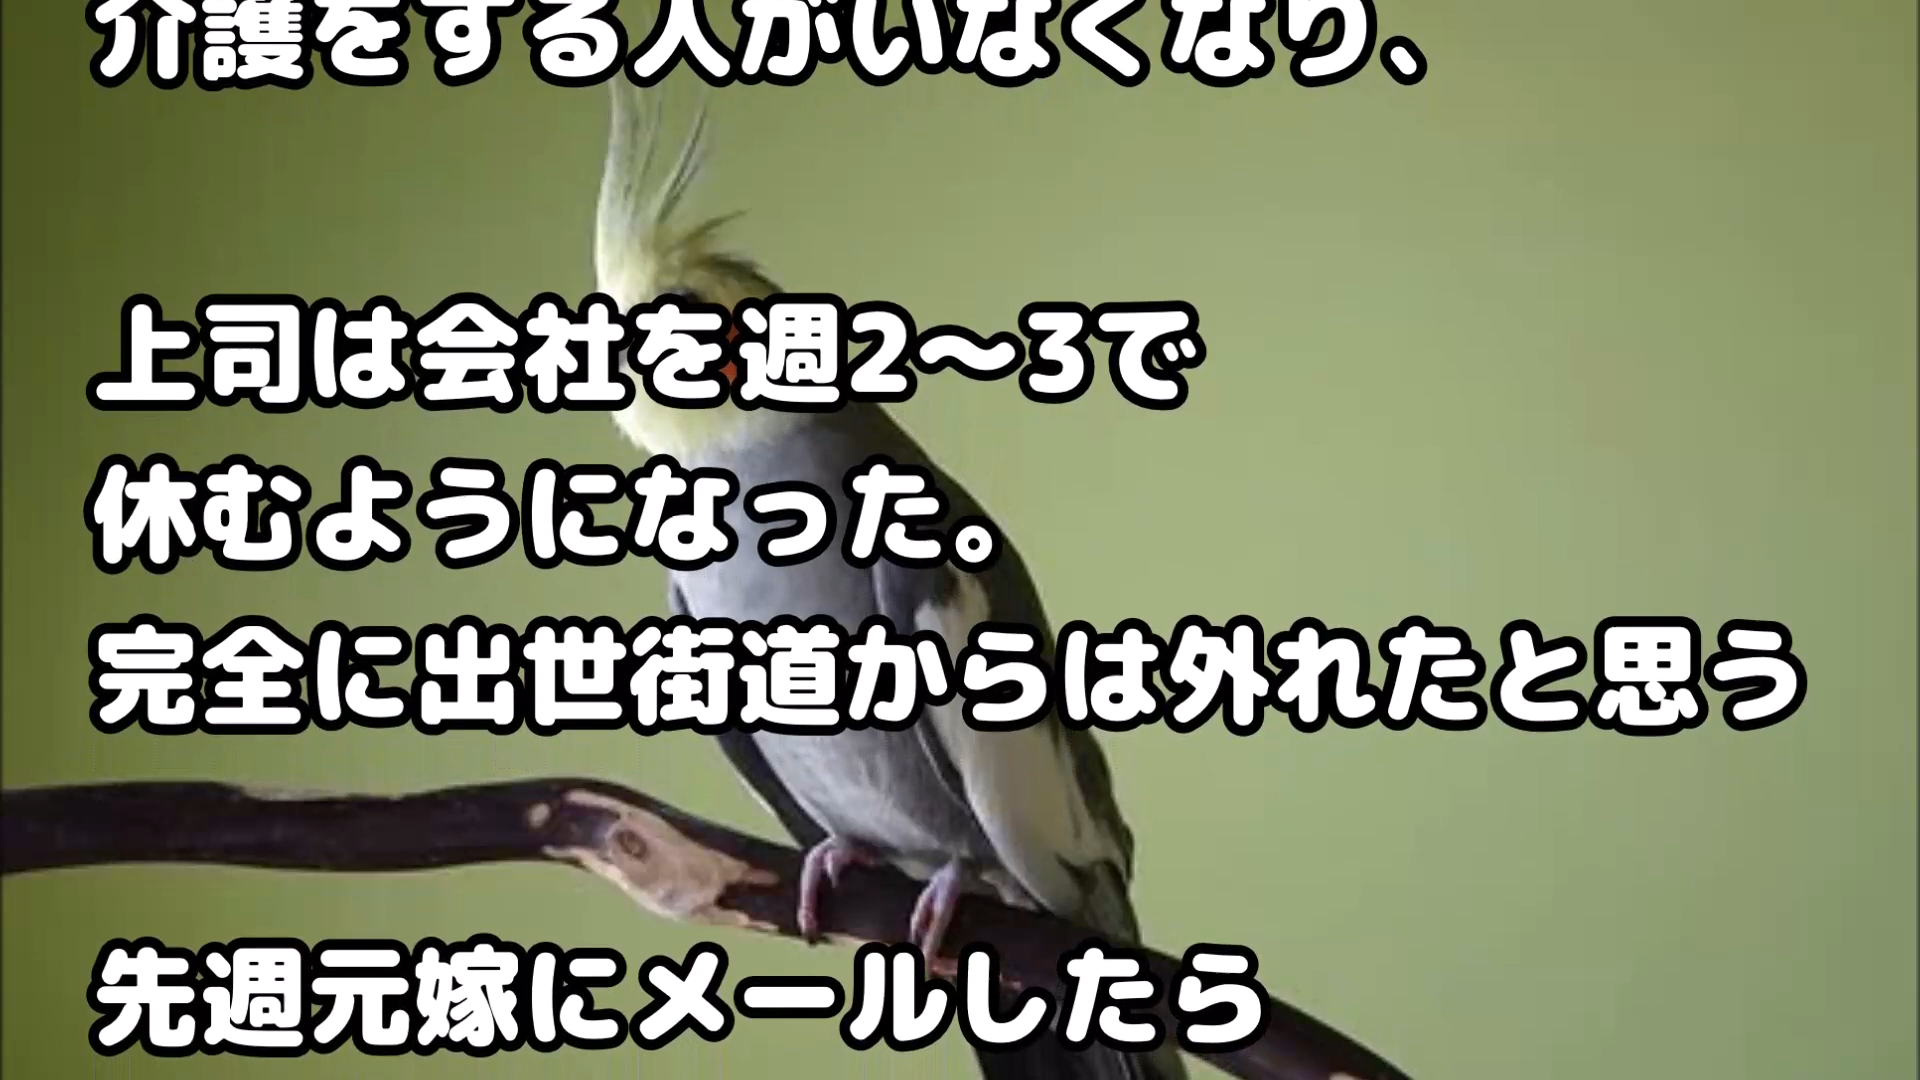 介護をする人がいなくなり、
上司は会社を週2～3で
休むようになった。
完全に出世街道からは外れたと思う
先週元嫁にメールしたら